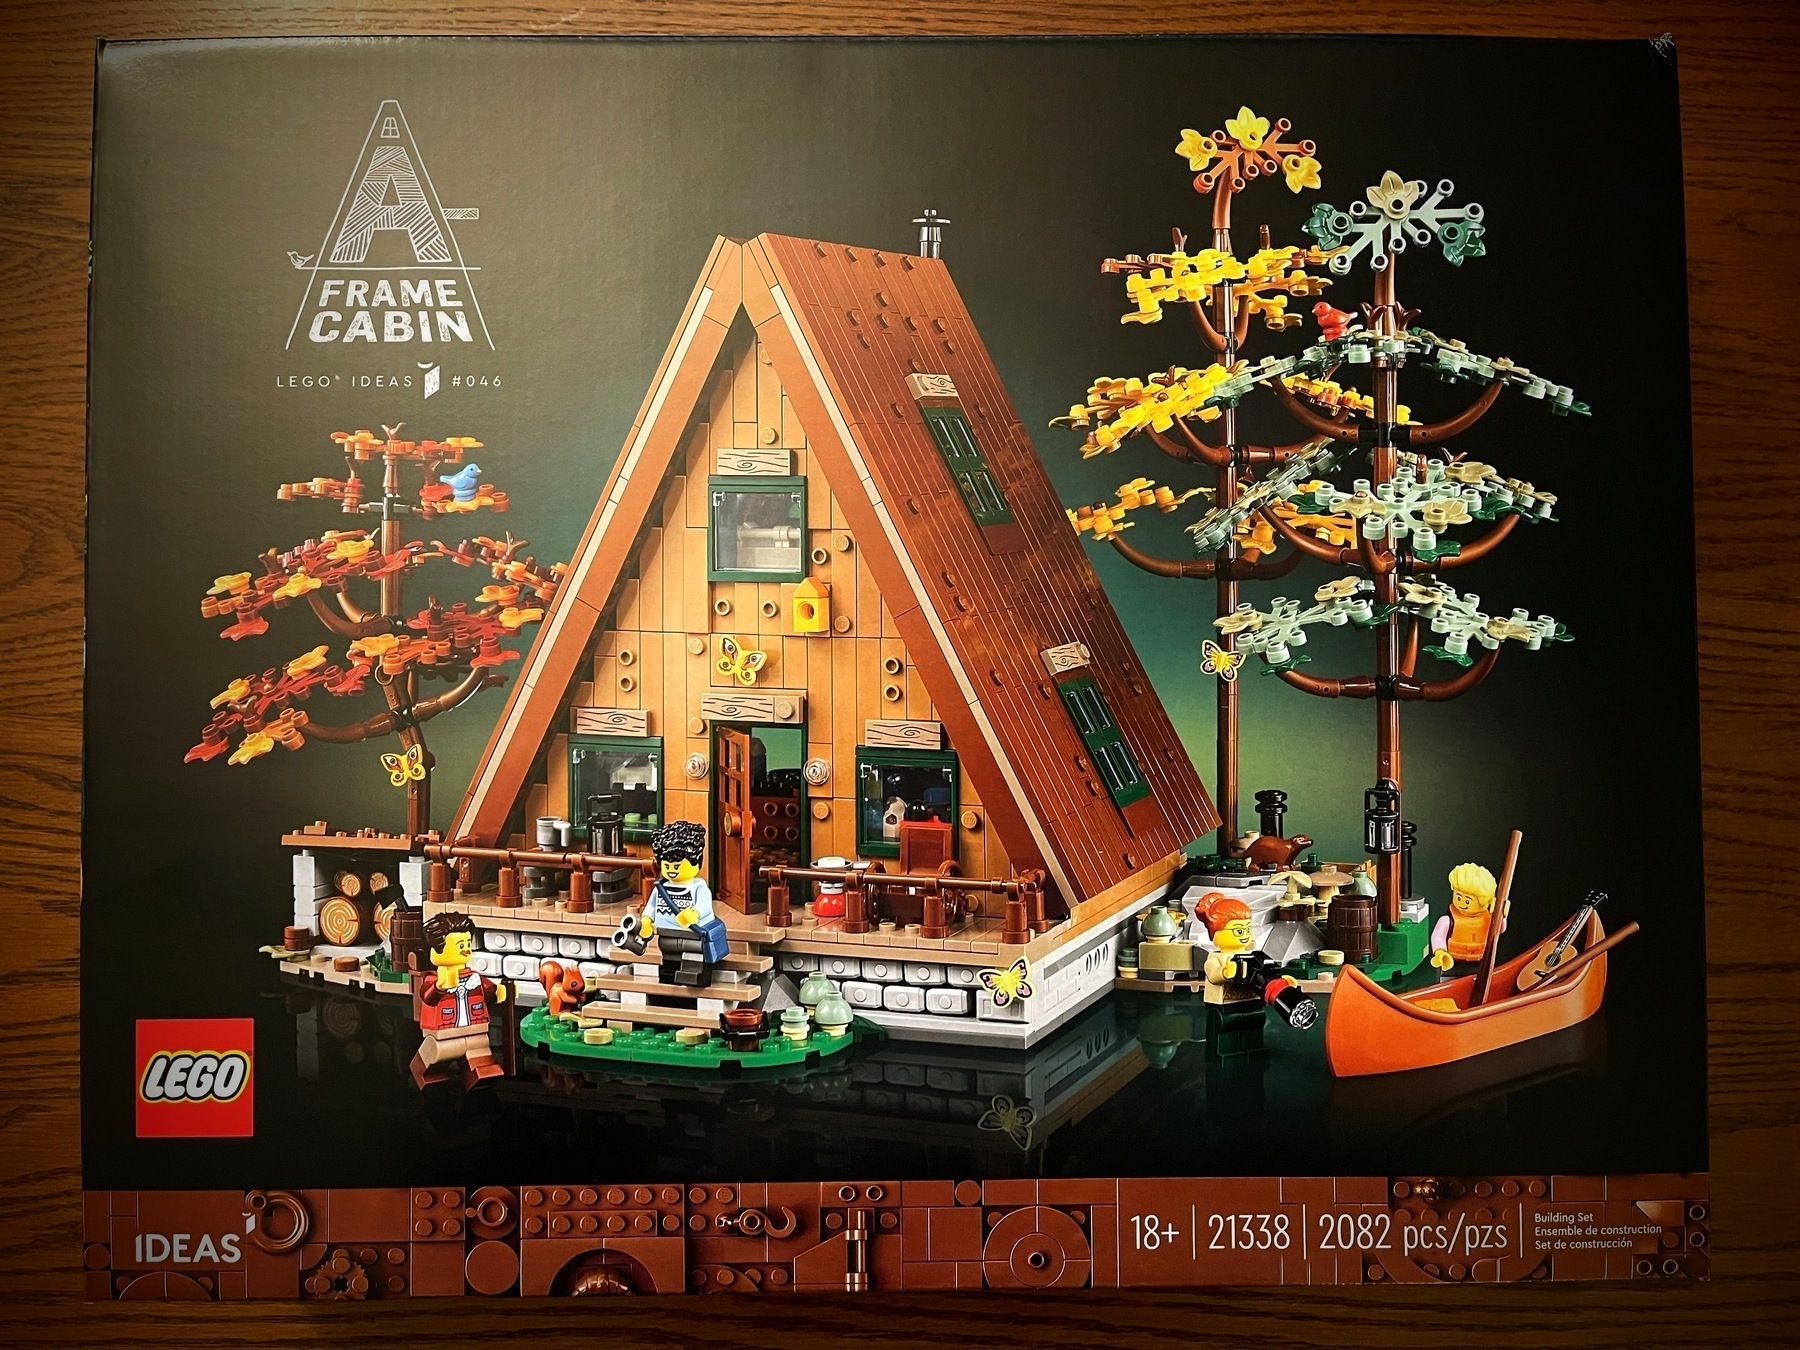 A
FRAME
CABIN
LEGO® IDEAS #046
LEGO
IDEAS
18+ | 21338 | 2082 pcs/pzs
Building Set
Ensemble de construction
Set de construcción